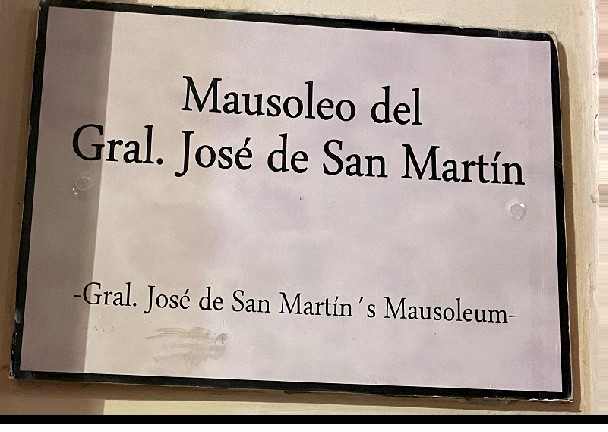 Mausoleo del
Gral. José de San Martín
-Gral. José de San Martín ´s Mausoleum-